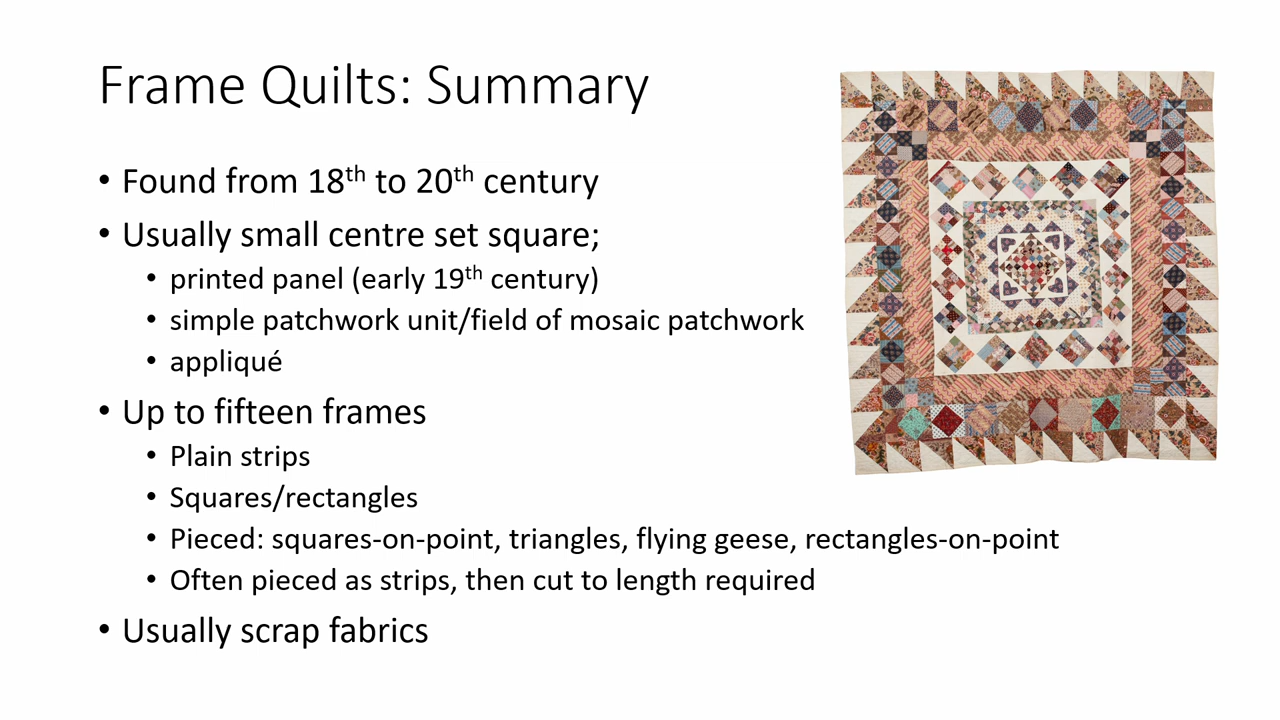 Frame Quilts: Summary
• Found from 18th to 20th century
• Usually small centre set square;
• printed panel (early 19th century)
• simple patchwork unit/field of mosaic patchwork
• appliqué
• Up to fifteen frames
• Plain strips
• Squares/rectangles
• Pieced: squares-on-point, triangles, flying geese, rectangles-on-point
• Often pieced as strips, then cut to length required
• Usually scrap fabrics